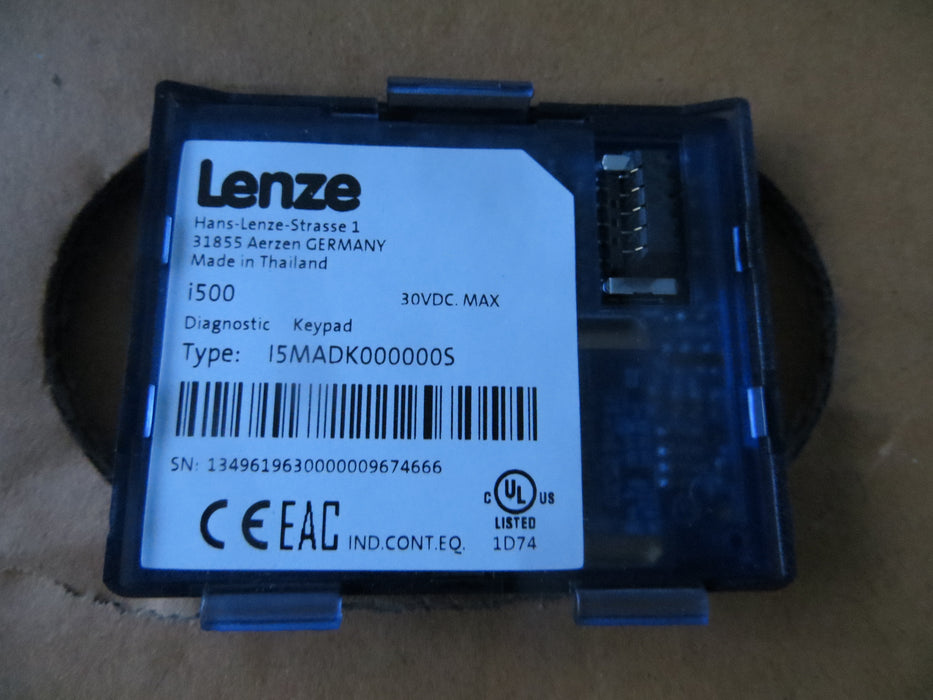 Lenze
Hans-Lenze-Strasse 1
31855 Aerzen GERMANY
Made in Thailand
i500 30VDC. MAX
Diagnostic Keypad
Type: I5MADK000000S
SN: 1349619630000009674666
C UL US
LISTED
CE EAC IND.CONT.EQ. 1D74